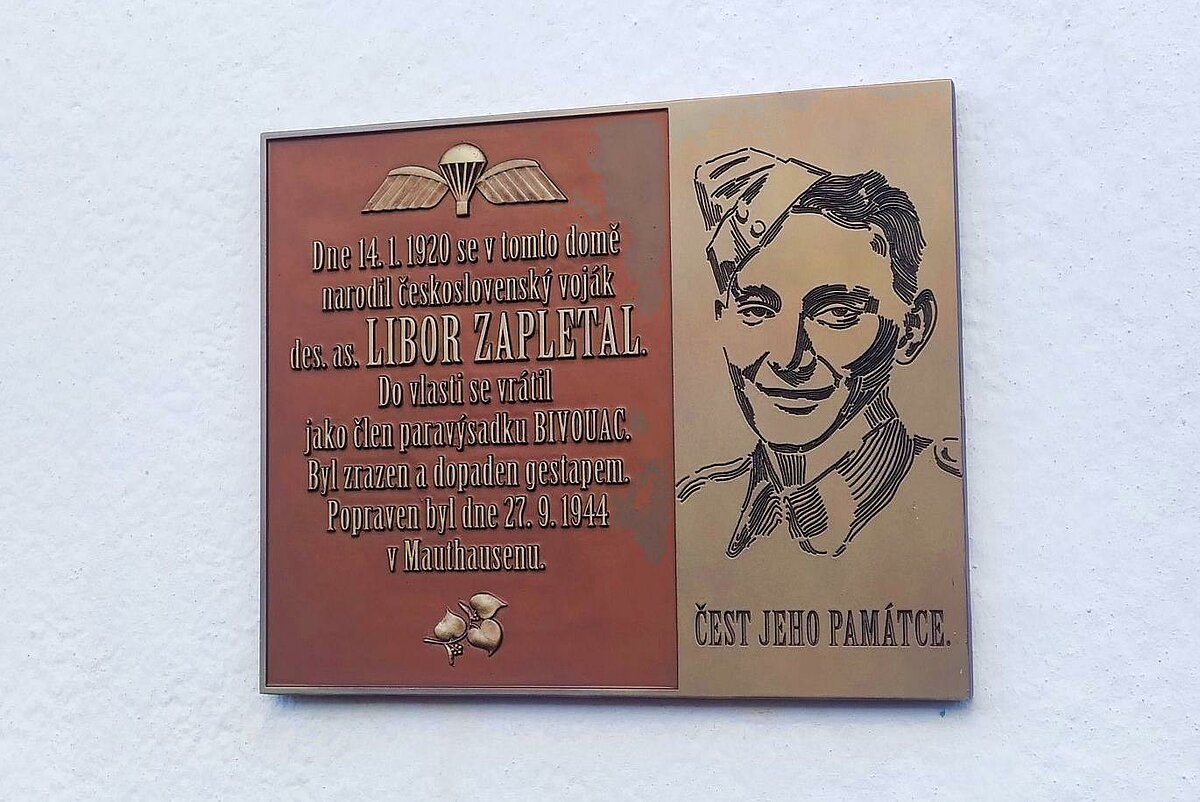 Dne 14. 1. 1920 se v tomto domě
narodil československý voják
des. as. LIBOR ZAPLETAL.
Do vlasti se vrátil
jako člen paravýsadku BIVOUAC.
Byl zrazen a dopaden gestapem.
Popraven byl dne 27. 9. 1944
v Mauthausenu.
ČEST JEHO PAMÁTCE.